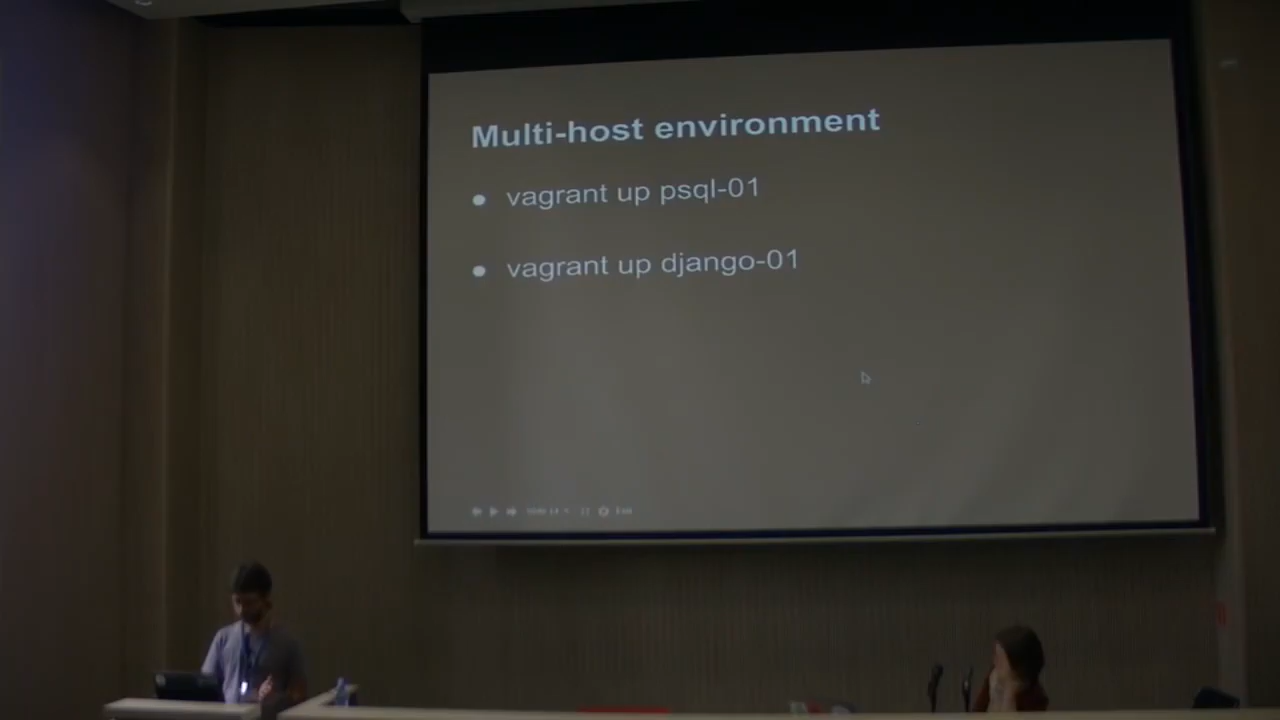 Multi-host environment
● vagrant up psql-01
● vagrant up django-01